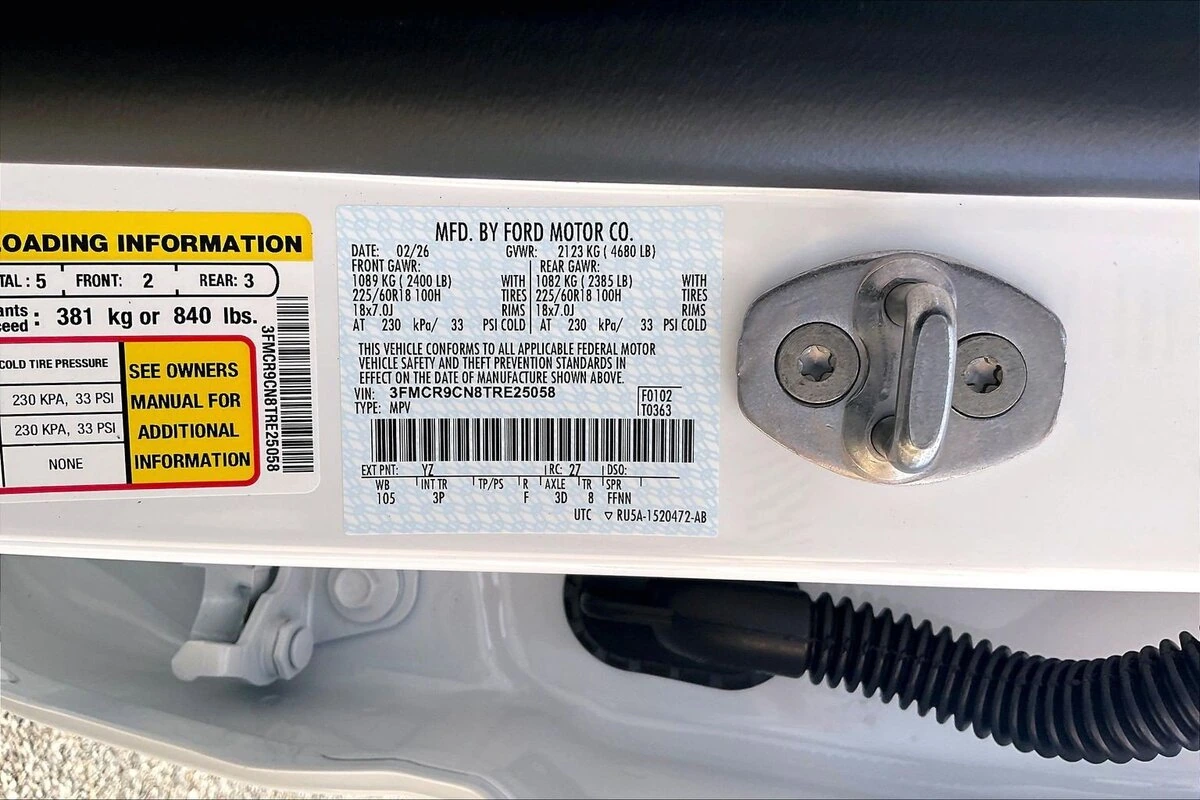 OADING INFORMATION
TAL : 5 FRONT: 2 REAR: 3
ants
ceed : 381 kg or 840 lbs.
COLD TIRE PRESSURE
230 KPA, 33 PSI
230 KPA, 33 PSI
NONE
SEE OWNERS
MANUAL FOR
ADDITIONAL
INFORMATION
3FMCR9CN8TRE25058
MFD. BY FORD MOTOR CO.
DATE: 02/26 GVWR: 2123 KG ( 4680 LB)
FRONT GAWR: REAR GAWR:
1089 KG ( 2400 LB) WITH 1082 KG ( 2385 LB) WITH
225/60R18 100H TIRES 225/60R18 100H TIRES
18x7.0J RIMS 18x7.0J RIMS
AT 230 kPa/ 33 PSI COLD AT 230 kPa/ 33 PSI COLD
THIS VEHICLE CONFORMS TO ALL APPLICABLE FEDERAL MOTOR
VEHICLE SAFETY AND THEFT PREVENTION STANDARDS IN
EFFECT ON THE DATE OF MANUFACTURE SHOWN ABOVE.
VIN: 3FMCR9CN8TRE25058 F0102
TYPE: MPV T0363
EXT PNT: YZ RC: 27 DSO:
WB INT TR TP/PS R AXLE TR SPR
105 3P F 3D 8 FFNN
UTC ▽ RU5A-1520472-AB